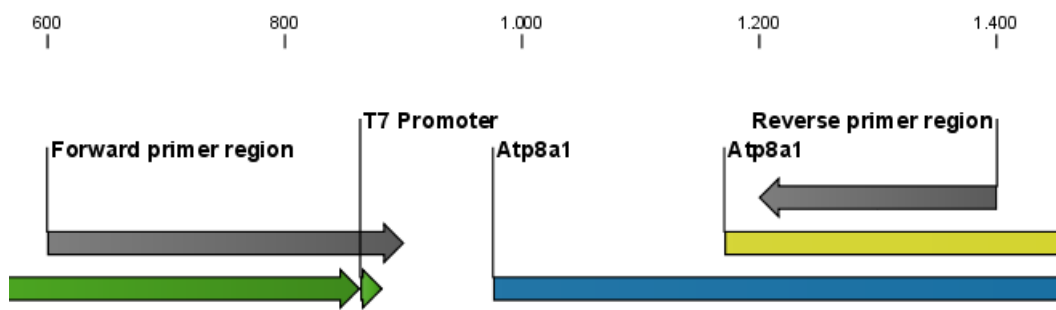 600 800 1.000 1.200 1.400
T7 Promoter Reverse primer region
Forward primer region Atp8a1 Atp8a1